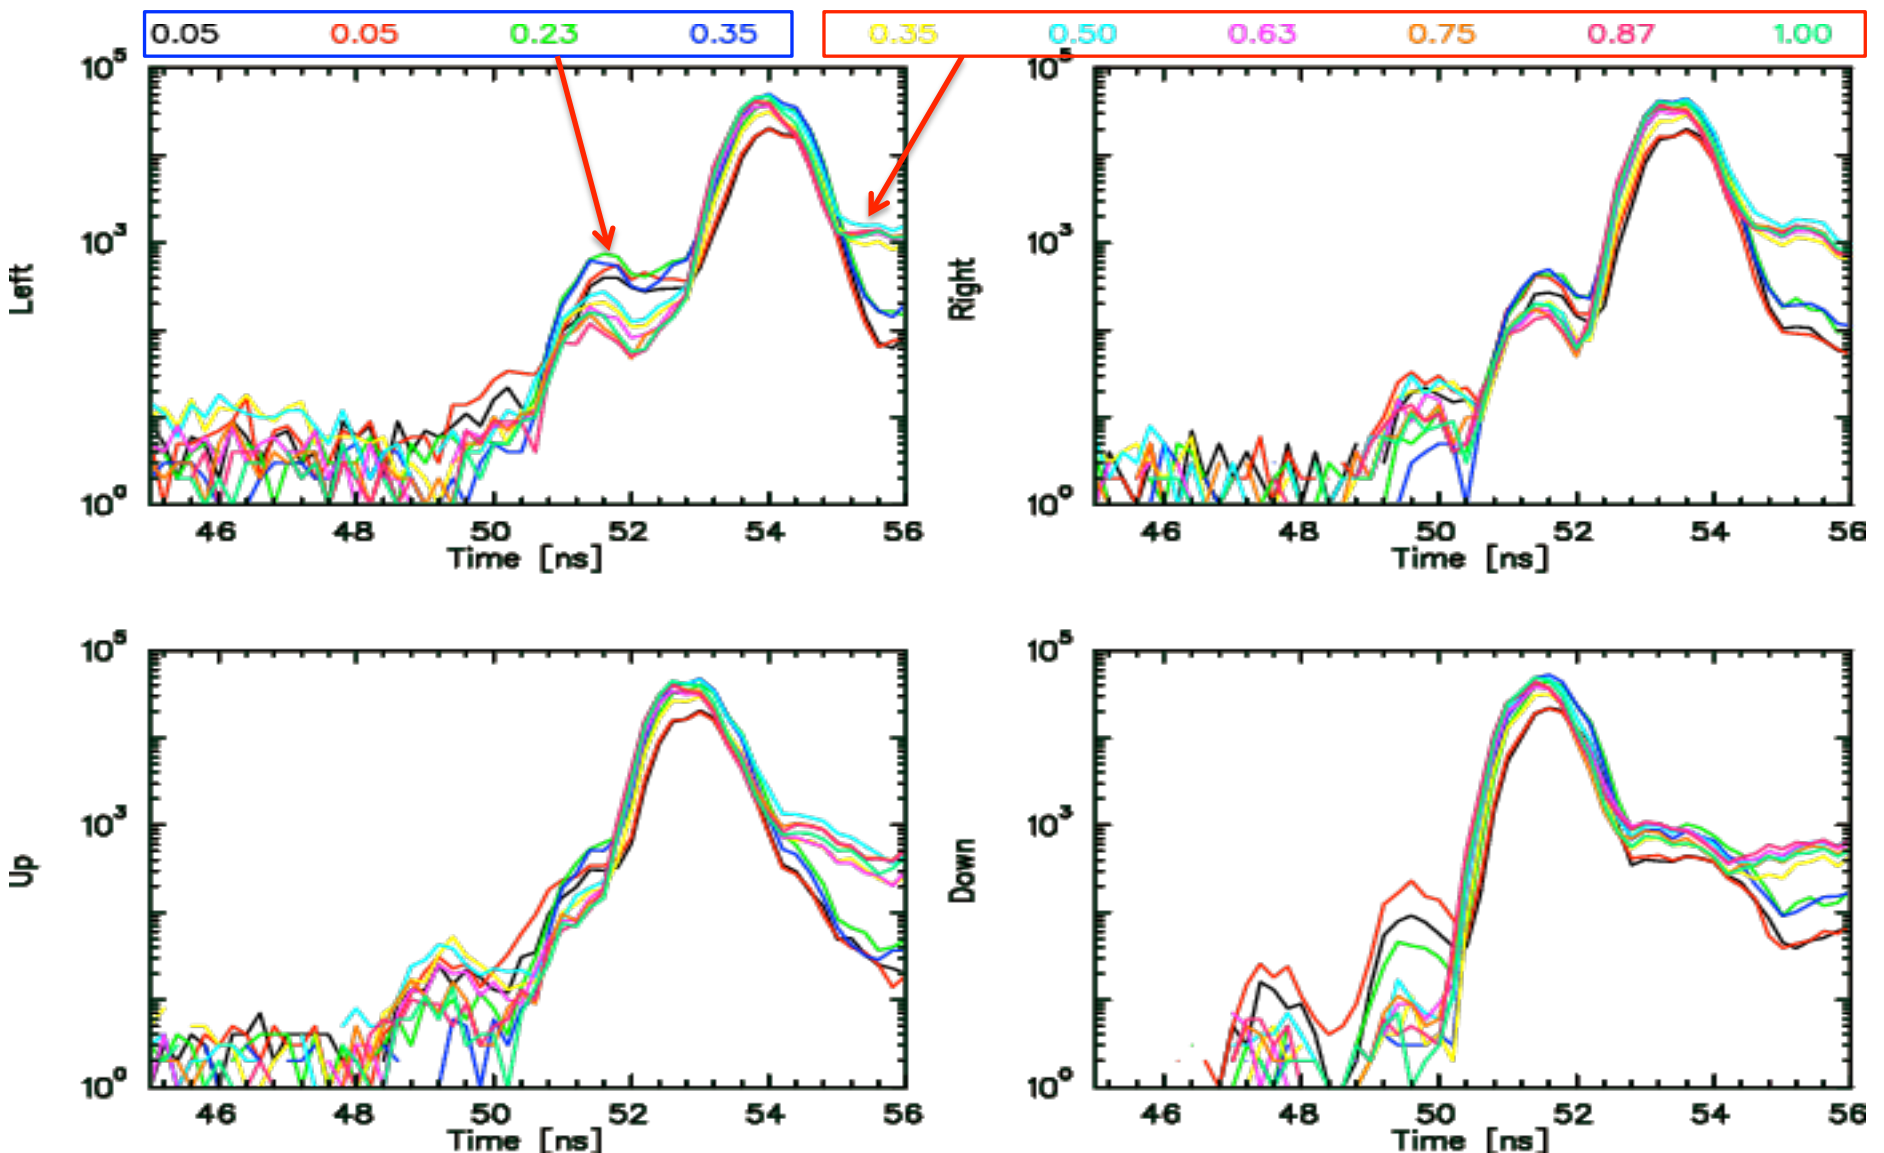 0.05 0.05 0.23 0.35 0.35 0.50 0.63 0.75 0.87 1.00
10⁵ 10⁵
10³ 10³
Left Right
10⁰ 10⁰
46 48 50 52 54 56 46 48 50 52 54 56
Time [ns] Time [ns]
10⁵ 10⁵
10³ 10³
Up Down
10⁰ 10⁰
46 48 50 52 54 56 46 48 50 52 54 56
Time [ns] Time [ns]